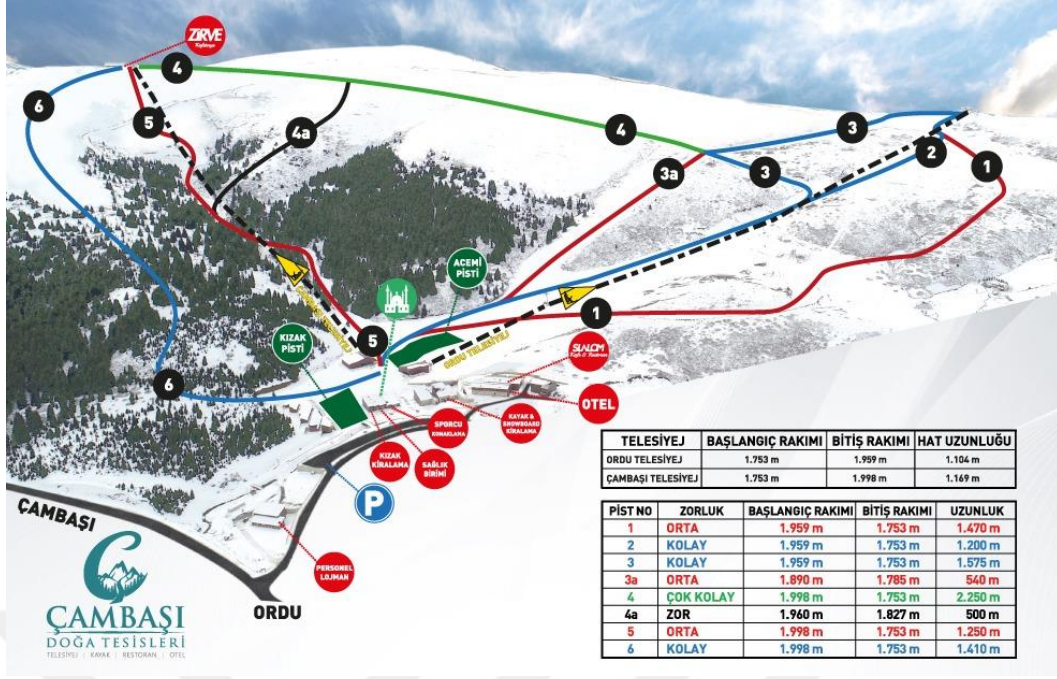 ZİRVE
Kafeterya
4
6
5
4a
4
3
3a
3
2
1
ACEMİ
PİSTİ
KIZAK
PİSTİ
ÇAMBAŞI TELESİYEJ
5
ORDU TELESİYEJ
1
SLALOM
Kafe & Restoran
6
OTEL
SPORCU
KONAKLAMA
KAYAK &
SNOWBOARD
KİRALAMA
KIZAK
KİRALAMA
SAĞLIK
BİRİMİ
P
ÇAMBAŞI
PERSONEL
LOJMAN
ORDU
ÇAMBAŞI
DOĞA TESİSLERİ
TELESİYEJ | KAYAK | RESTORAN | OTEL
TELESİYEJ BAŞLANGIÇ RAKIMI BİTİŞ RAKIMI HAT UZUNLUĞU
ORDU TELESİYEJ 1.753 m 1.959 m 1.104 m
ÇAMBAŞI TELESİYEJ 1.753 m 1.998 m 1.169 m
PİST NO ZORLUK BAŞLANGIÇ RAKIMI BİTİŞ RAKIMI UZUNLUK
1 ORTA 1.959 m 1.753 m 1.470 m
2 KOLAY 1.959 m 1.753 m 1.200 m
3 KOLAY 1.959 m 1.753 m 1.575 m
3a ORTA 1.890 m 1.785 m 540 m
4 ÇOK KOLAY 1.998 m 1.753 m 2.250 m
4a ZOR 1.960 m 1.827 m 500 m
5 ORTA 1.998 m 1.753 m 1.250 m
6 KOLAY 1.998 m 1.753 m 1.410 m